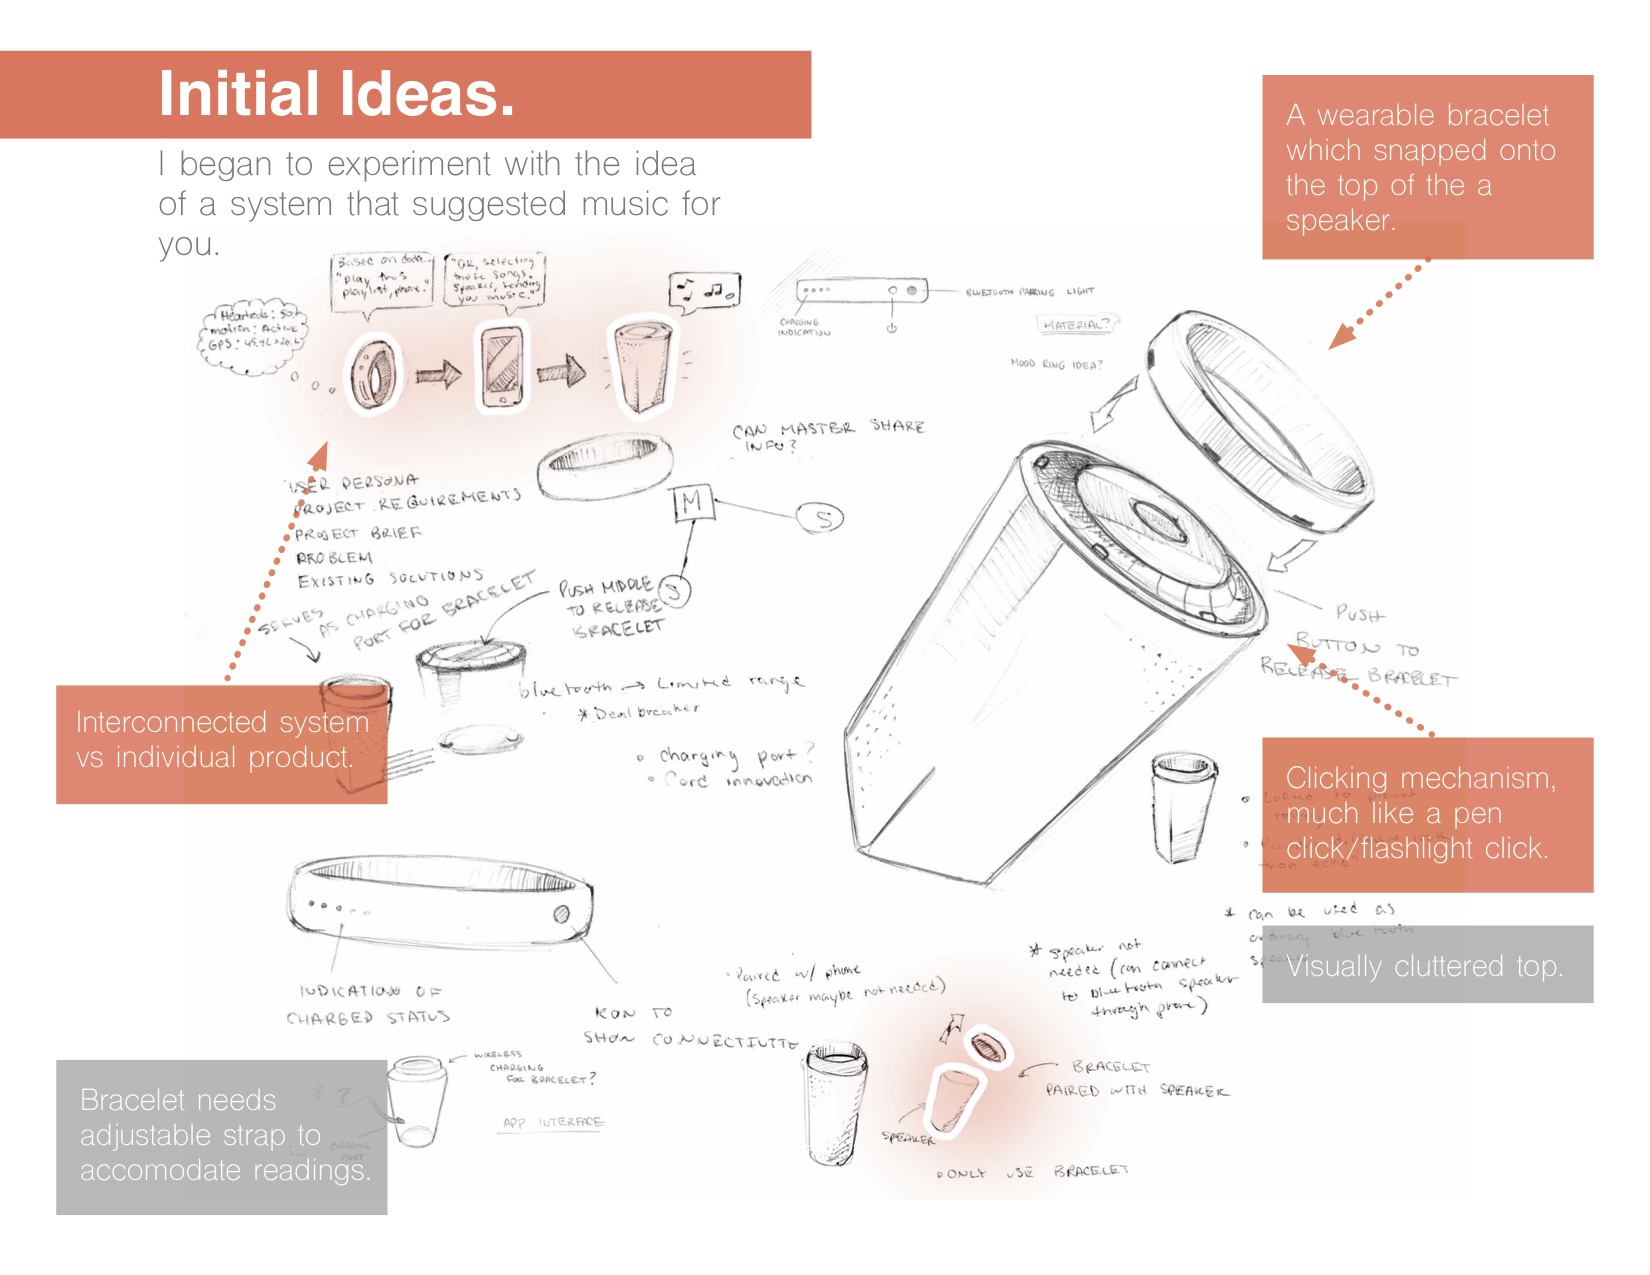 Initial Ideas.
I began to experiment with the idea
of a system that suggested music for
you.
A wearable bracelet
which snapped onto
the top of the a
speaker.
Based on data...
"play this
playlist, phone."
"OK, selecting
these songs.
Speaker, sending
you music."
Heartrate: 50
motion: Active
GPS:
BLUETOOTH PAIRING LIGHT
CHARGING
INDICATION
MATERIAL?
MOOD RING IDEA?
CAN MASTER SHARE
INFO?
M
S
S
USER PERSONA
PROJECT REQUIREMENTS
PROJECT BRIEF
PROBLEM
EXISTING SOLUTIONS
SERVES
AS CHARGING
PORT FOR BRACELET
PUSH MIDDLE
TO RELEASE
BRACELET
PUSH
BUTTON TO
RELEASE BRACELET
bluetooth → Limited range
* Dealbreaker
Interconnected system
vs individual product.
charging port?
Cord innovation
Clicking mechanism,
much like a pen
click/flashlight click.
* can be used as
ordinary bluetooth
Visually cluttered top.
INDICATION OF
CHARGED STATUS
ICON TO
SHOW CONNECTIVITY
Paired w/ phone
(speaker maybe not needed)
* speaker not
needed (can connect
to bluetooth speaker
through phone)
WIRELESS
CHARGING
FOR BRACELET?
APP INTERFACE
Bracelet needs
adjustable strap to
accomodate readings.
CHARGING
PORT
BRACELET
PAIRED WITH SPEAKER
SPEAKER
ONLY USE BRACELET